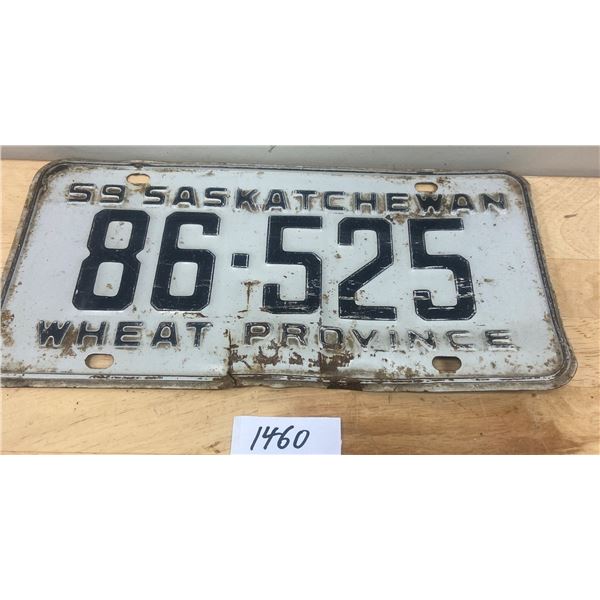 59 SASKATCHEWAN
86·525
WHEAT PROVINCE
1460